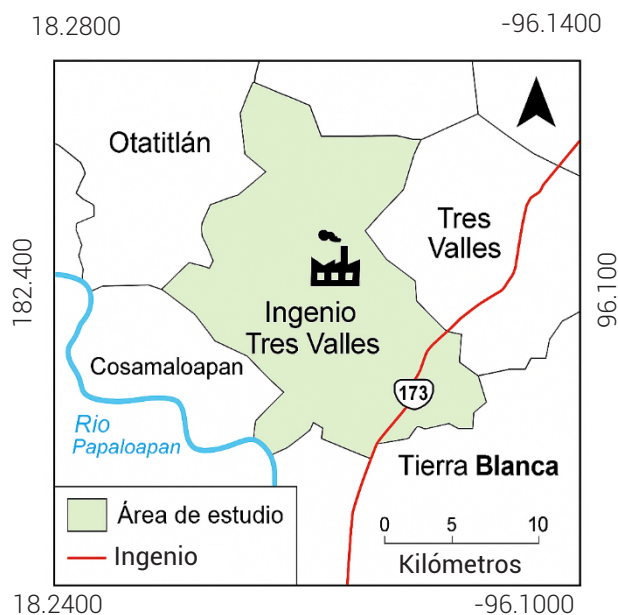 18.2800
-96.1400
Otatitlán
Tres
Valles
182.400
96.100
Ingenio
Tres Valles
Cosamaloapan
173
Rio
Papaloapan
Tierra Blanca
Área de estudio
Ingenio
0 5 10
Kilómetros
18.2400
-96.1000